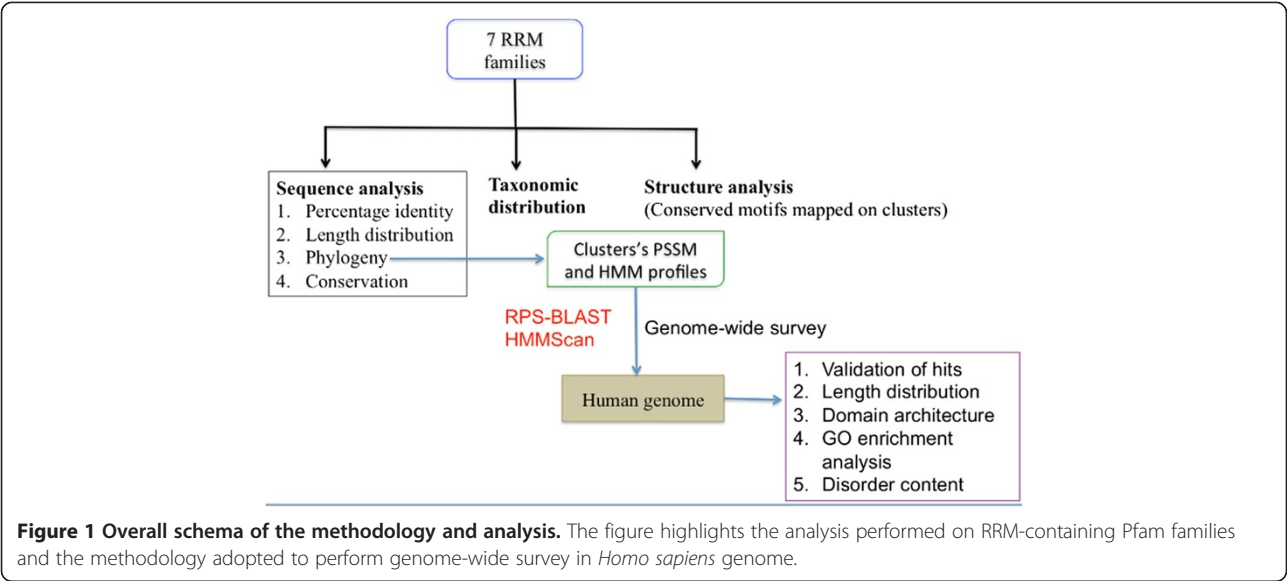 7 RRM
families
Sequence analysis
1. Percentage identity
2. Length distribution
3. Phylogeny
4. Conservation
Taxonomic
distribution
Structure analysis
(Conserved motifs mapped on clusters)
Clusters's PSSM
and HMM profiles
RPS-BLAST
HMMScan
Genome-wide survey
Human genome
1. Validation of hits
2. Length distribution
3. Domain architecture
4. GO enrichment
analysis
5. Disorder content
Figure 1 Overall schema of the methodology and analysis. The figure highlights the analysis performed on RRM-containing Pfam families
and the methodology adopted to perform genome-wide survey in Homo sapiens genome.